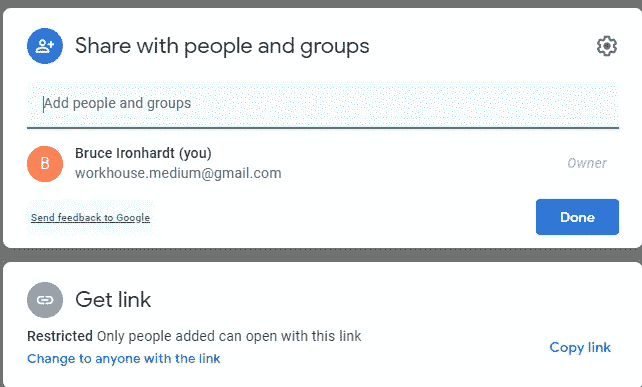 Share with people and groups
Add people and groups
Bruce Ironhardt (you)
B
workhouse.medium@gmail.com
Owner
Send feedback to Google
Done
Get link
Restricted Only people added can open with this link
Change to anyone with the link
Copy link